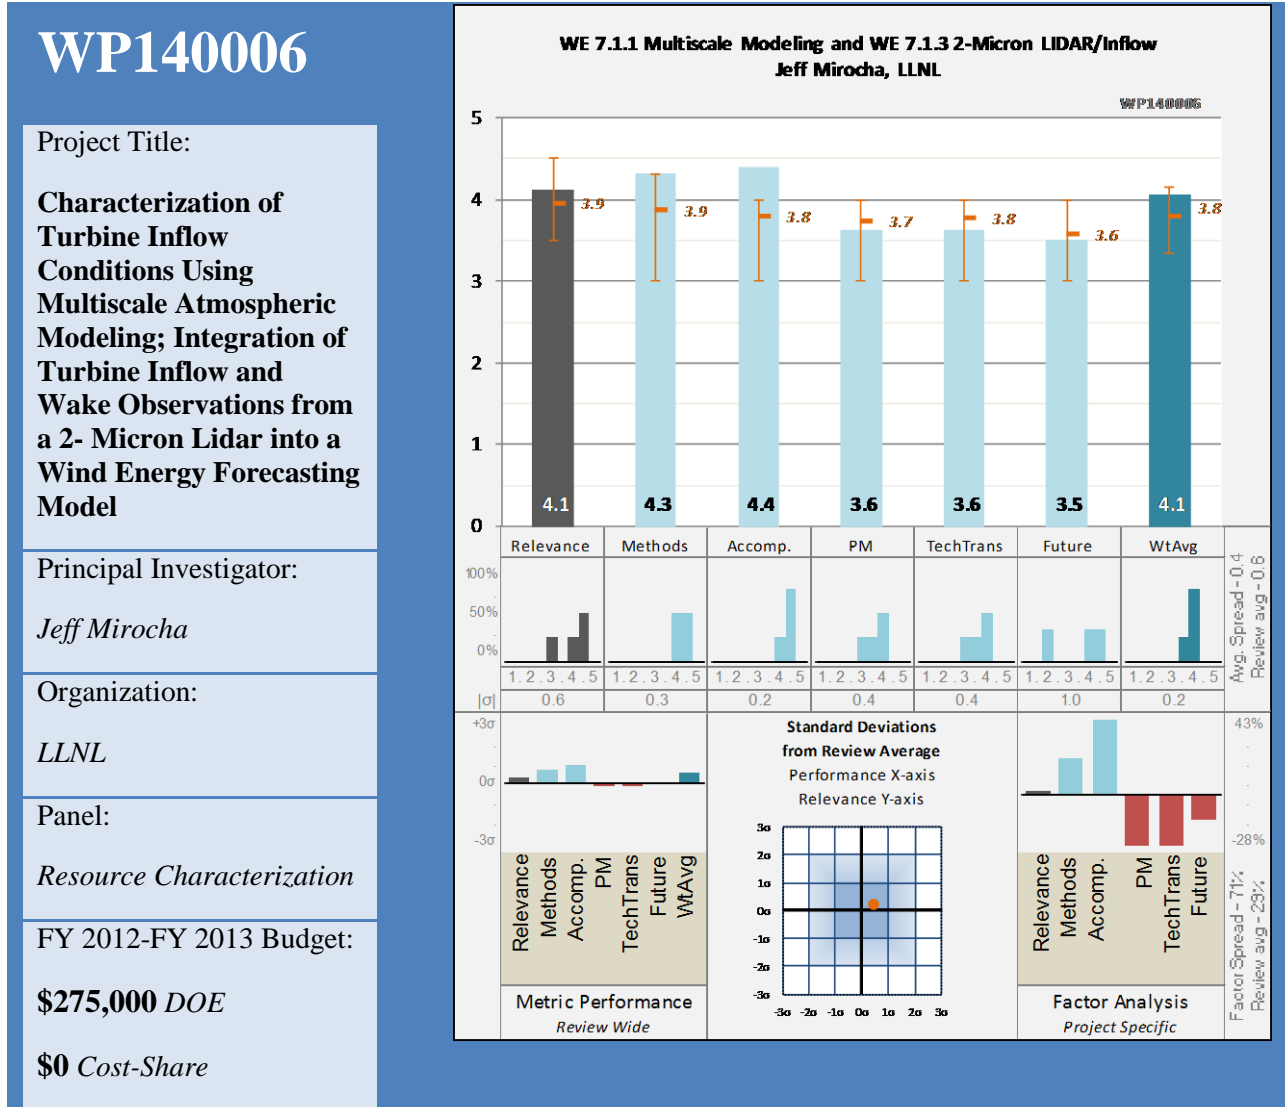 WP140006
Project Title:
Characterization of
Turbine Inflow
Conditions Using
Multiscale Atmospheric
Modeling; Integration of
Turbine Inflow and
Wake Observations from
a 2- Micron Lidar into a
Wind Energy Forecasting
Model
Principal Investigator:
Jeff Mirocha
Organization:
LLNL
Panel:
Resource Characterization
FY 2012-FY 2013 Budget:
$275,000 DOE
$0 Cost-Share
WE 7.1.1 Multiscale Modeling and WE 7.1.3 2-Micron LIDAR/Inflow
Jeff Mirocha, LLNL
WP140006
5
4
3
2
1
0
3.9 3.9 3.8 3.7 3.8 3.6 3.8
4.1 4.3 4.4 3.6 3.6 3.5 4.1
Relevance Methods Accomp. PM TechTrans Future WtAvg
100%
50%
0%
1.2.3.4.5 1.2.3.4.5 1.2.3.4.5 1.2.3.4.5 1.2.3.4.5 1.2.3.4.5 1.2.3.4.5
|σ| 0.6 0.3 0.2 0.4 0.4 1.0 0.2
Avg. Spread - 0.4
Review avg - 0.6
+3σ
0σ
-3σ
Relevance
Methods
Accomp.
PM
TechTrans
Future
WtAvg
Metric Performance
Review Wide
Standard Deviations
from Review Average
Performance X-axis
Relevance Y-axis
3σ
2σ
1σ
0σ
-1σ
-2σ
-3σ
-3σ -2σ -1σ 0σ 1σ 2σ 3σ
43%
-28%
Relevance
Methods
Accomp.
PM
TechTrans
Future
Factor Analysis
Project Specific
Factor Spread - 71%
Review avg - 29%